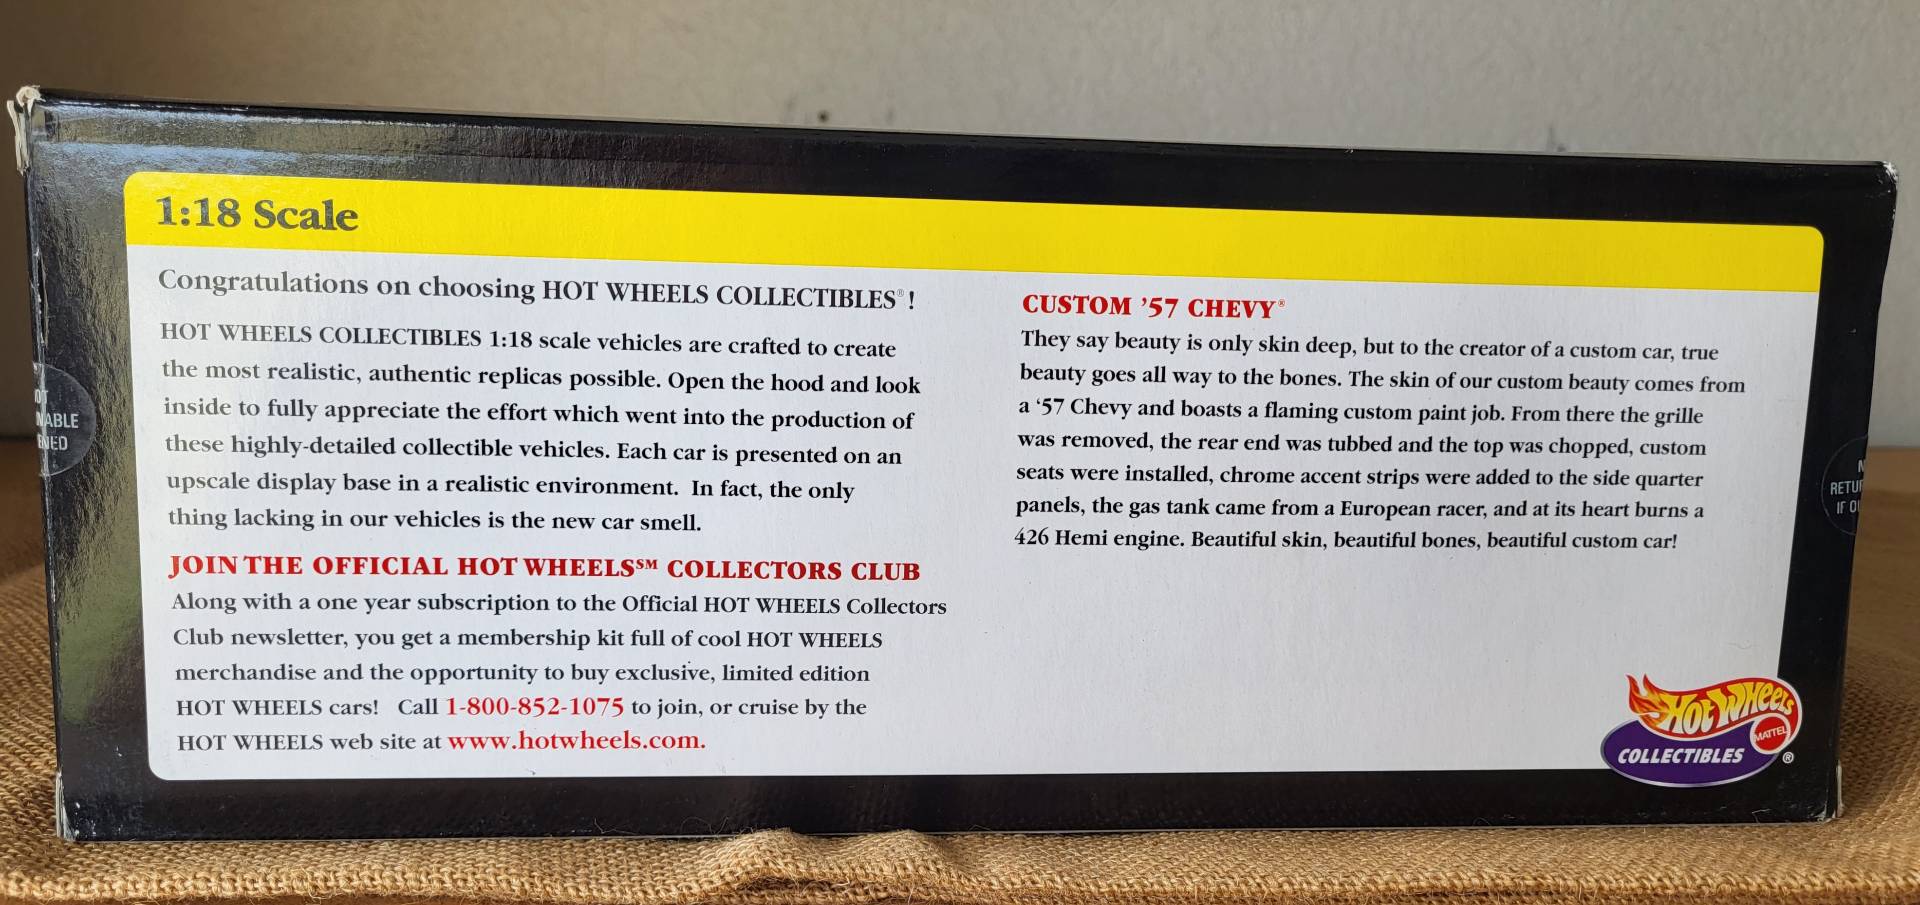 1:18 Scale
Congratulations on choosing HOT WHEELS COLLECTIBLES®!
HOT WHEELS COLLECTIBLES 1:18 scale vehicles are crafted to create
the most realistic, authentic replicas possible. Open the hood and look
inside to fully appreciate the effort which went into the production of
these highly-detailed collectible vehicles. Each car is presented on an
upscale display base in a realistic environment. In fact, the only
thing lacking in our vehicles is the new car smell.
JOIN THE OFFICIAL HOT WHEELS℠ COLLECTORS CLUB
Along with a one year subscription to the Official HOT WHEELS Collectors
Club newsletter, you get a membership kit full of cool HOT WHEELS
merchandise and the opportunity to buy exclusive, limited edition
HOT WHEELS cars! Call 1-800-852-1075 to join, or cruise by the
HOT WHEELS web site at www.hotwheels.com.
CUSTOM ’57 CHEVY®
They say beauty is only skin deep, but to the creator of a custom car, true
beauty goes all way to the bones. The skin of our custom beauty comes from
a ‘57 Chevy and boasts a flaming custom paint job. From there the grille
was removed, the rear end was tubbed and the top was chopped, custom
seats were installed, chrome accent strips were added to the side quarter
panels, the gas tank came from a European racer, and at its heart burns a
426 Hemi engine. Beautiful skin, beautiful bones, beautiful custom car!
Hot Wheels
MATTEL
COLLECTIBLES ®